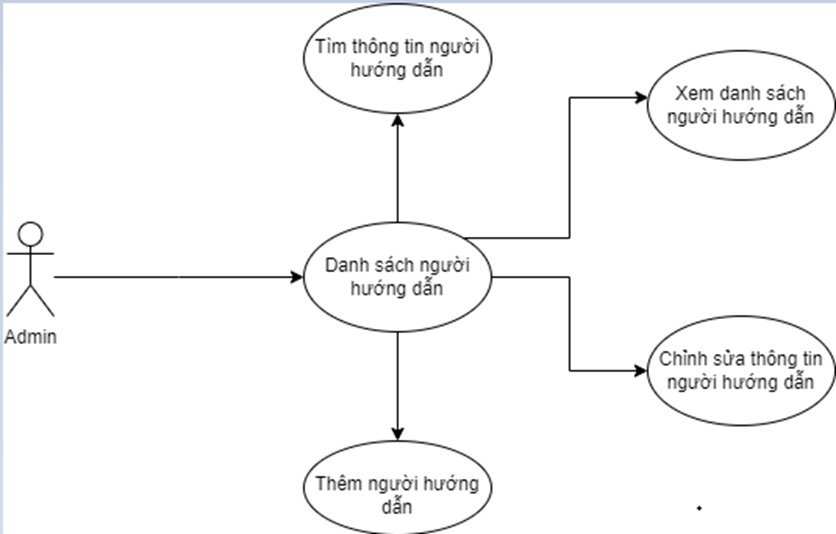 Tìm thông tin người
hướng dẫn
Xem danh sách
người hướng dẫn
Danh sách người
hướng dẫn
Admin
Chỉnh sửa thông tin
người hướng dẫn
Thêm người hướng
dẫn